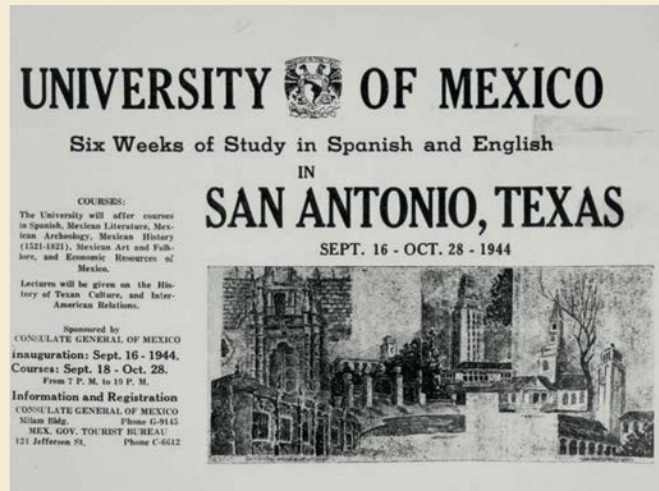 UNIVERSITY OF MEXICO
Six Weeks of Study in Spanish and English
IN
SAN ANTONIO, TEXAS
SEPT. 16 - OCT. 28 - 1944
COURSES:
The University will offer courses
in Spanish, Mexican Literature, Mex-
ican Archeology, Mexican History
(1521-1821), Mexican Art and Folk-
lore, and Economic Resources of
Mexico.
Lectures will be given on the His-
tory of Texan Culture, and Inter-
American Relations.
Sponsored by
CONSULATE GENERAL OF MEXICO
inauguration: Sept. 16 - 1944.
Courses: Sept. 18 - Oct. 28.
From 7 P. M. to 10 P. M.
Information and Registration
CONSULATE GENERAL OF MEXICO
Milam Bldg. Phone G-9145
MEX. GOV. TOURIST BUREAU
121 Jefferson St. Phone C-6612